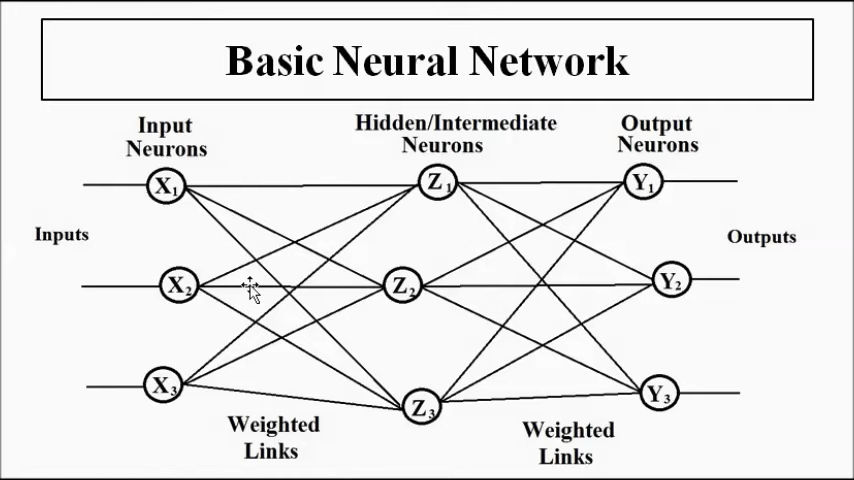 Basic Neural Network
Input
Neurons
Hidden/Intermediate
Neurons
Output
Neurons
X1
Z1
Y1
Inputs
Outputs
X2
Z2
Y2
X3
Z3
Y3
Weighted
Links
Weighted
Links